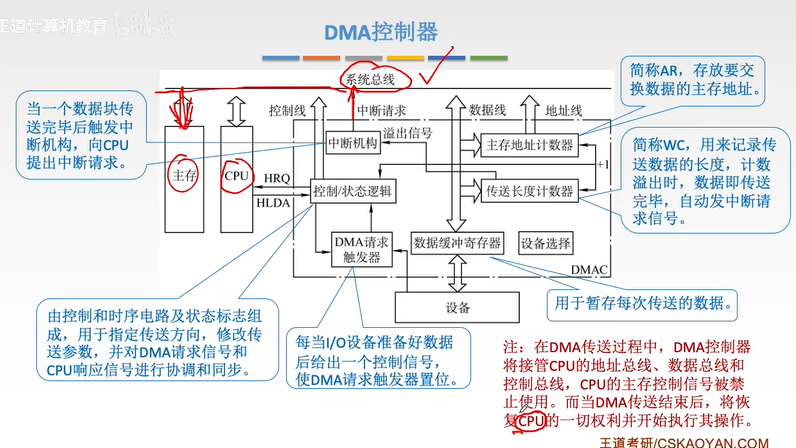 王道计算机教育
DMA控制器
系统总线
简称AR，存放要交
换数据的主存地址。
当一个数据块传
送完毕后触发中
断机构，向CPU
提出中断请求。
控制线
中断请求
数据线
地址线
溢出信号
中断机构
主存地址计数器
+1
简称WC，用来记录传
送数据的长度，计数
溢出时，数据即传送
完毕，自动发中断请
求信号。
主存
CPU
HRQ
HLDA
控制/状态逻辑
传送长度计数器
DMA请求
触发器
数据缓冲寄存器
设备选择
DMAC
设备
用于暂存每次传送的数据。
由控制和时序电路及状态标志组
成，用于指定传送方向，修改传
送参数，并对DMA请求信号和
CPU响应信号进行协调和同步。
每当I/O设备准备好数据
后给出一个控制信号，
使DMA请求触发器置位。
注：在DMA传送过程中，DMA控制器
将接管CPU的地址总线、数据总线和
控制总线，CPU的主存控制信号被禁
止使用。而当DMA传送结束后，将恢
复CPU的一切权利并开始执行其操作。
王道考研/CSKAOYAN.COM